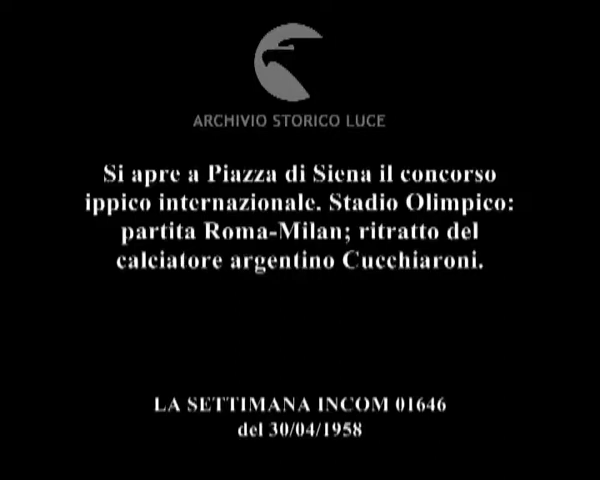 ARCHIVIO STORICO LUCE
Si apre a Piazza di Siena il concorso
ippico internazionale. Stadio Olimpico:
partita Roma-Milan; ritratto del
calciatore argentino Cucchiaroni.
LA SETTIMANA INCOM 01646
del 30/04/1958